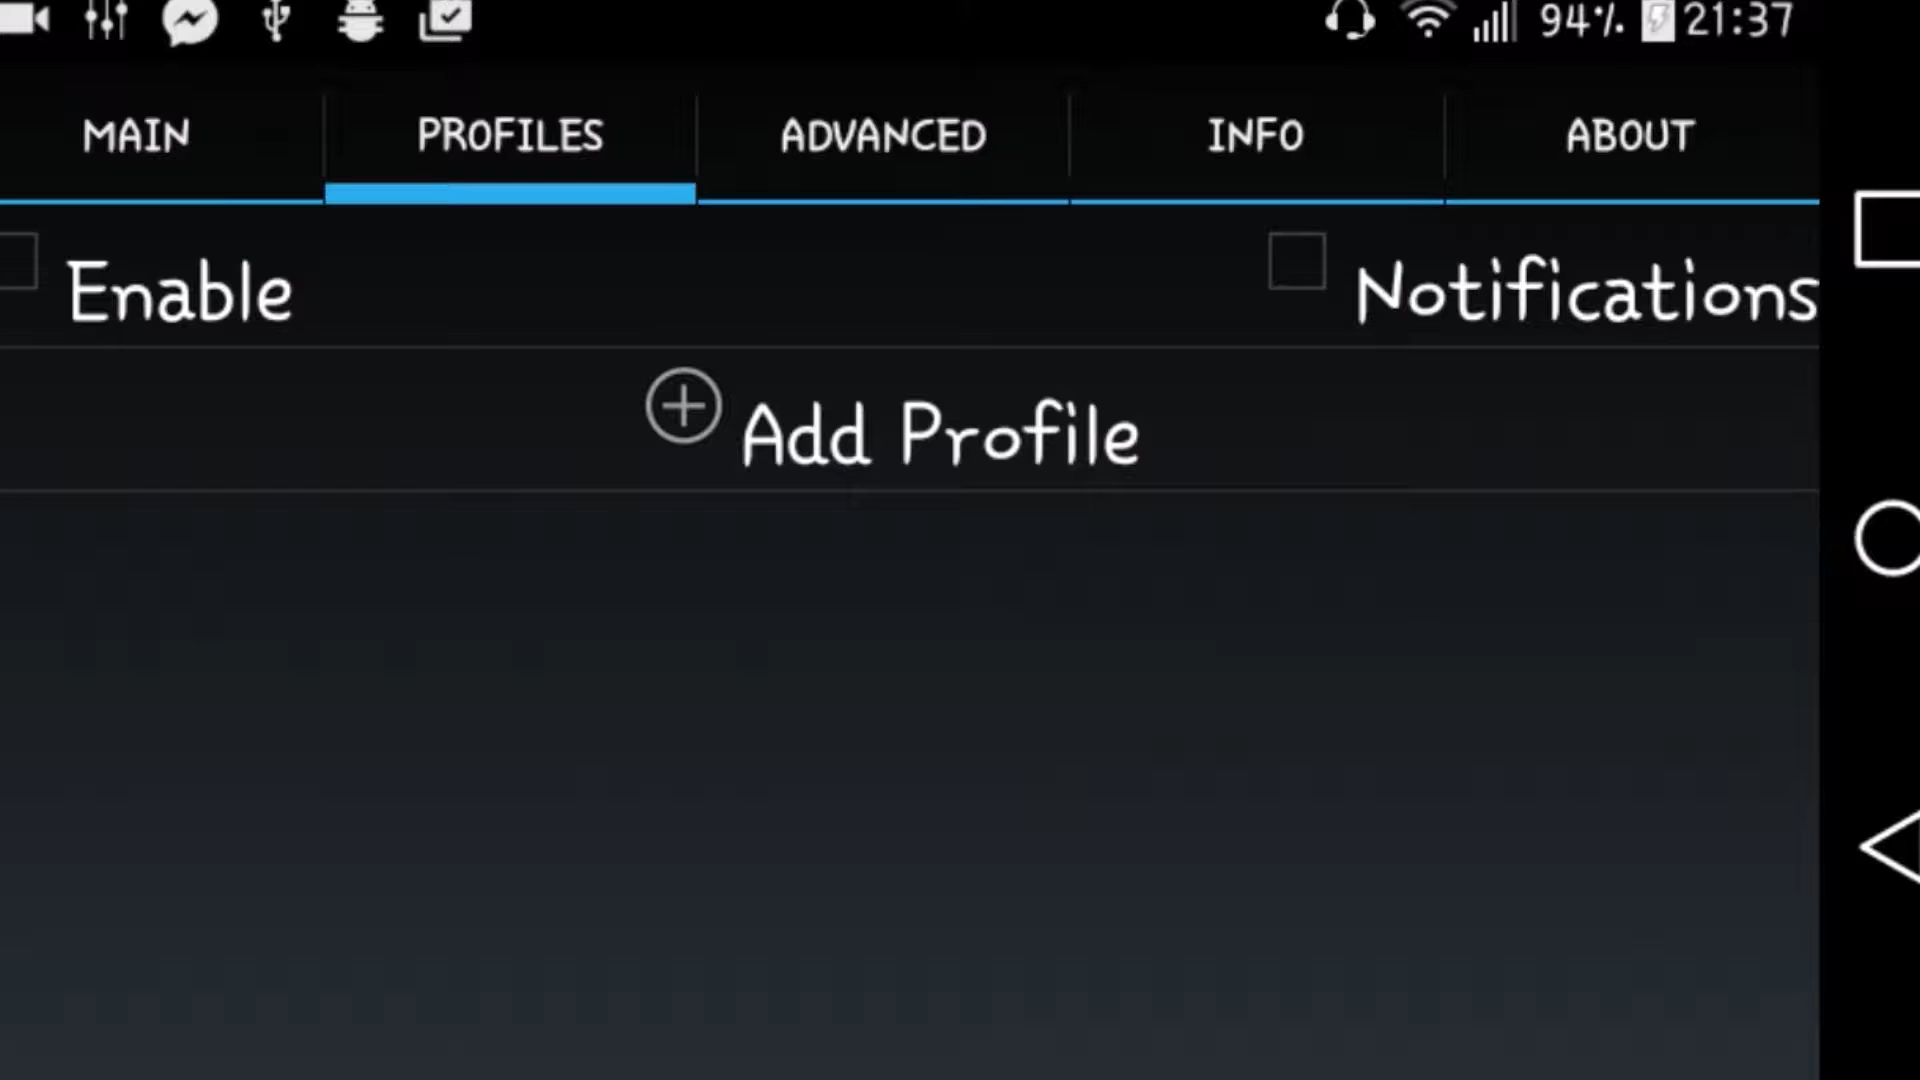 94% 21:37
MAIN PROFILES ADVANCED INFO ABOUT
Enable Notifications
Add Profile